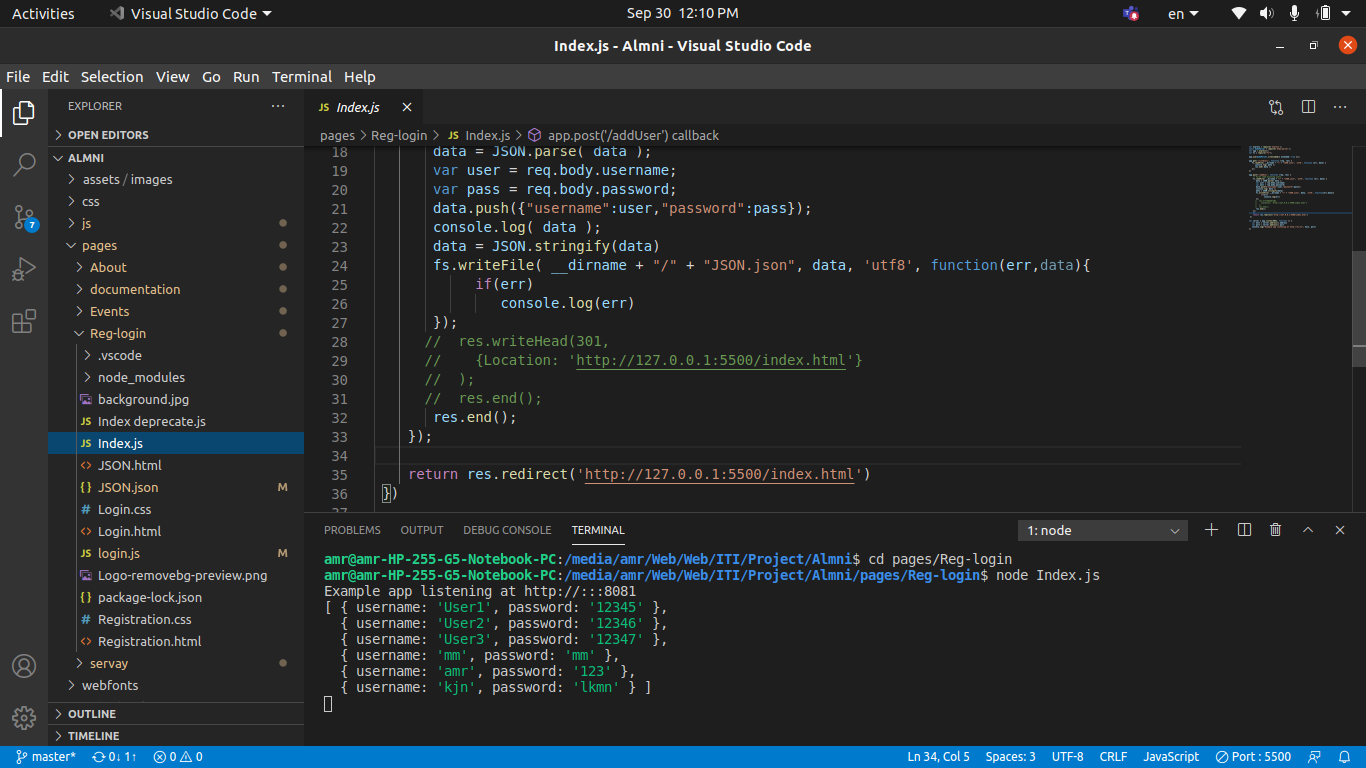 Activities Visual Studio Code Sep 30 12:10 PM en
Index.js - Almni - Visual Studio Code
File Edit Selection View Go Run Terminal Help
EXPLORER
OPEN EDITORS
ALMNI
assets / images
css
js
pages
About
documentation
Events
Reg-login
.vscode
node_modules
background.jpg
JS Index deprecate.js
JS Index.js
<> JSON.html
{} JSON.json M
# Login.css
<> Login.html
JS login.js M
Logo-removebg-preview.png
{} package-lock.json
# Registration.css
<> Registration.html
servay
webfonts
OUTLINE
TIMELINE
7
JS Index.js
pages > Reg-login > JS Index.js > app.post('/addUser') callback
18 data = JSON.parse( data );
19 var user = req.body.username;
20 var pass = req.body.password;
21 data.push({"username":user,"password":pass});
22 console.log( data );
23 data = JSON.stringify(data)
24 fs.writeFile( __dirname + "/" + "JSON.json", data, 'utf8', function(err,data){
25 if(err)
26 console.log(err)
27 });
28 // res.writeHead(301,
29 // {Location: 'http://127.0.0.1:5500/index.html'}
30 // );
31 // res.end();
32 res.end();
33 });
34
35 return res.redirect('http://127.0.0.1:5500/index.html')
36 })
37
PROBLEMS OUTPUT DEBUG CONSOLE TERMINAL 1: node
amr@amr-HP-255-G5-Notebook-PC:/media/amr/Web/Web/ITI/Project/Almni$ cd pages/Reg-login
amr@amr-HP-255-G5-Notebook-PC:/media/amr/Web/Web/ITI/Project/Almni/pages/Reg-login$ node Index.js
Example app listening at http://:::8081
[ { username: 'User1', password: '12345' },
{ username: 'User2', password: '12346' },
{ username: 'User3', password: '12347' },
{ username: 'mm', password: 'mm' },
{ username: 'amr', password: '123' },
{ username: 'kjn', password: 'lkmn' } ]
master* 0↓ 1↑ 0 0 Ln 34, Col 5 Spaces: 3 UTF-8 CRLF JavaScript Port : 5500